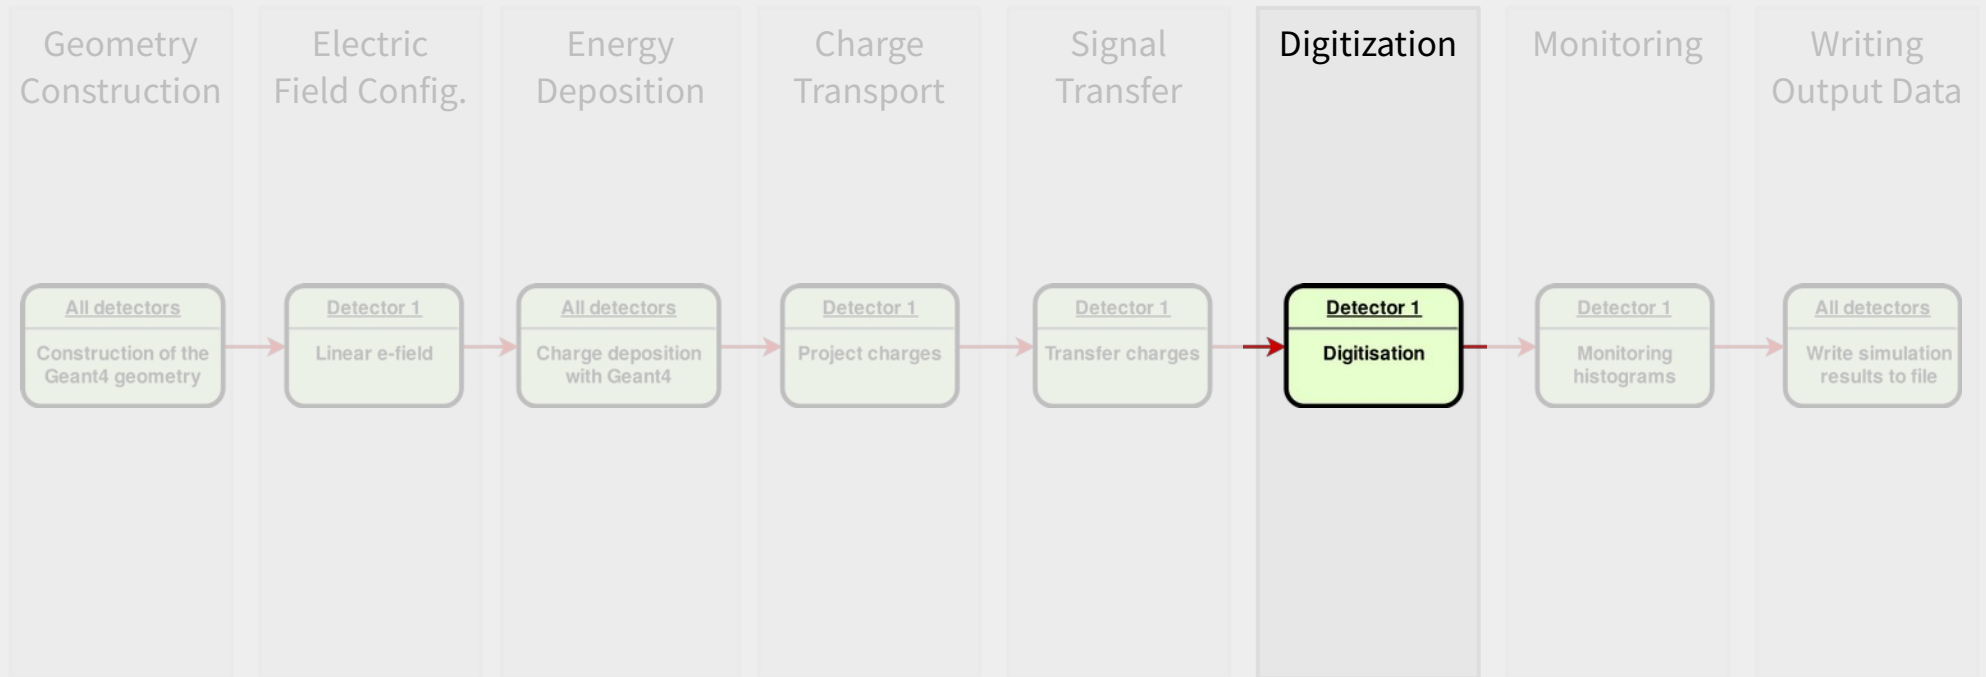 Geometry
Construction
Electric
Field Config.
Energy
Deposition
Charge
Transport
Signal
Transfer
Digitization
Monitoring
Writing
Output Data
All detectors
Construction of the
Geant4 geometry
Detector 1
Linear e-field
All detectors
Charge deposition
with Geant4
Detector 1
Project charges
Detector 1
Transfer charges
Detector 1
Digitisation
Detector 1
Monitoring
histograms
All detectors
Write simulation
results to file